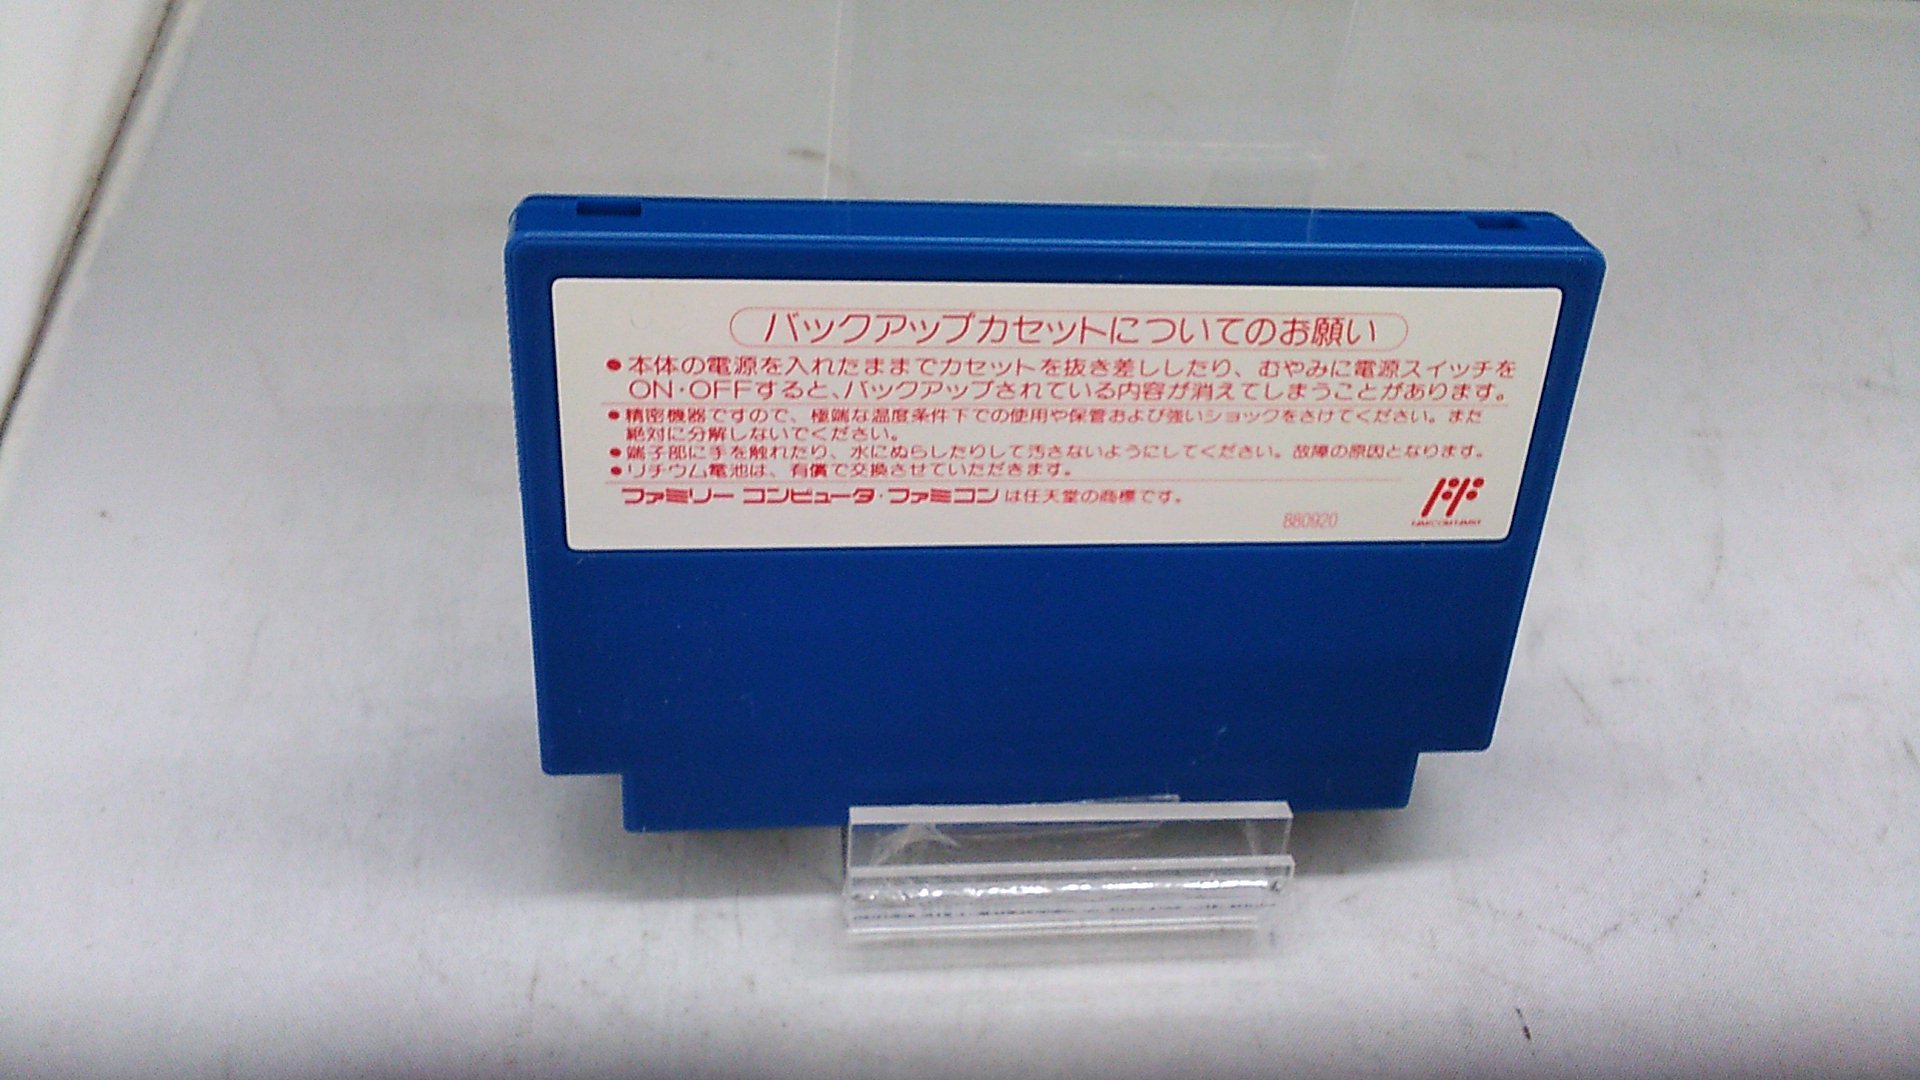 バックアップカセットについてのお願い
●本体の電源を入れたままでカセットを抜き差ししたり、むやみに電源スイッチを
ON・OFFすると、バックアップされている内容が消えてしまうことがあります。
●精密機器ですので、極端な温度条件下での使用や保管および強いショックをさけてください。また
絶対に分解しないでください。
●端子部に手を触れたり、水にぬらしたりして汚さないようにしてください。故障の原因となります。
●リチウム電池は、有償で交換させていただきます。
ファミリー コンピュータ・ファミコンは任天堂の商標です。
880920
FAMICOM FAMILY